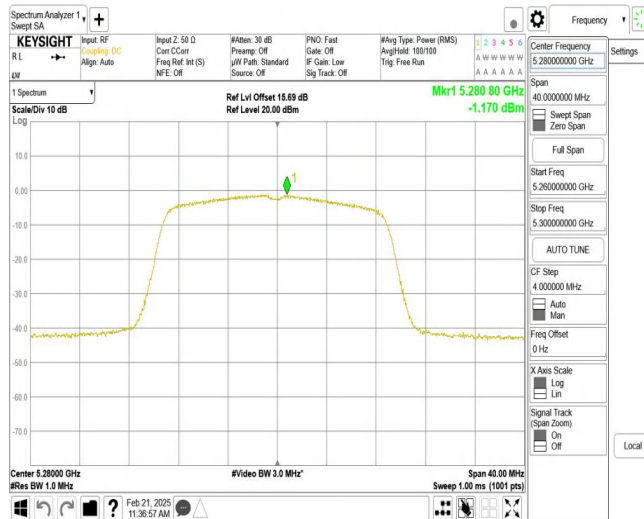 Spectrum Analyzer 1
Swept SA
+
Frequency
KEYSIGHT
RL
Input: RF
Coupling: DC
Align: Auto
Input Z: 50 Ω
Corr CCorr
Freq Ref: Int (S)
NFE: Off
#Atten: 30 dB
Preamp: Off
µW Path: Standard
Source: Off
PNO: Fast
Gate: Off
IF Gain: Low
Sig Track: Off
#Avg Type: Power (RMS)
Avg|Hold: 100/100
Trig: Free Run
1 2 3 4 5 6
A W W W W W
A A A A A A
1 Spectrum
Scale/Div 10 dB
Log
Ref Lvl Offset 15.69 dB
Ref Level 20.00 dBm
Mkr1 5.280 80 GHz
-1.170 dBm
1
10.0
0.00
-10.0
-20.0
-30.0
-40.0
-50.0
-60.0
-70.0
Center 5.28000 GHz
#Res BW 1.0 MHz
#Video BW 3.0 MHz*
Span 40.00 MHz
Sweep 1.00 ms (1001 pts)
Feb 21, 2025
11:36:57 AM
?
Center Frequency
5.280000000 GHz
Settings
Span
40.0000000 MHz
Swept Span
Zero Span
Full Span
Start Freq
5.260000000 GHz
Stop Freq
5.300000000 GHz
AUTO TUNE
CF Step
4.000000 MHz
Auto
Man
Freq Offset
0 Hz
X Axis Scale
Log
Lin
Signal Track
(Span Zoom)
On
Off
Local